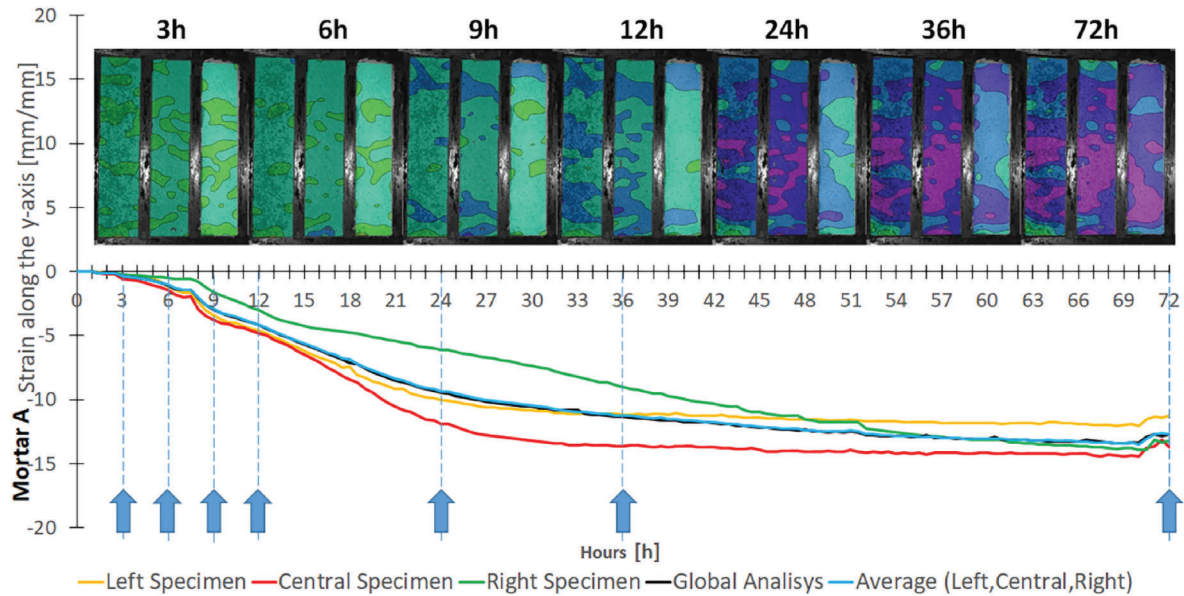 3h 6h 9h 12h 24h 36h 72h
20
15
10
5
0
-5
-10
-15
-20
Mortar A, Strain along the y-axis [mm/mm]
0 3 6 9 12 15 18 21 24 27 30 33 36 39 42 45 48 51 54 57 60 63 66 69 72
Hours [h]
Left Specimen Central Specimen Right Specimen Global Analisys Average (Left,Central,Right)